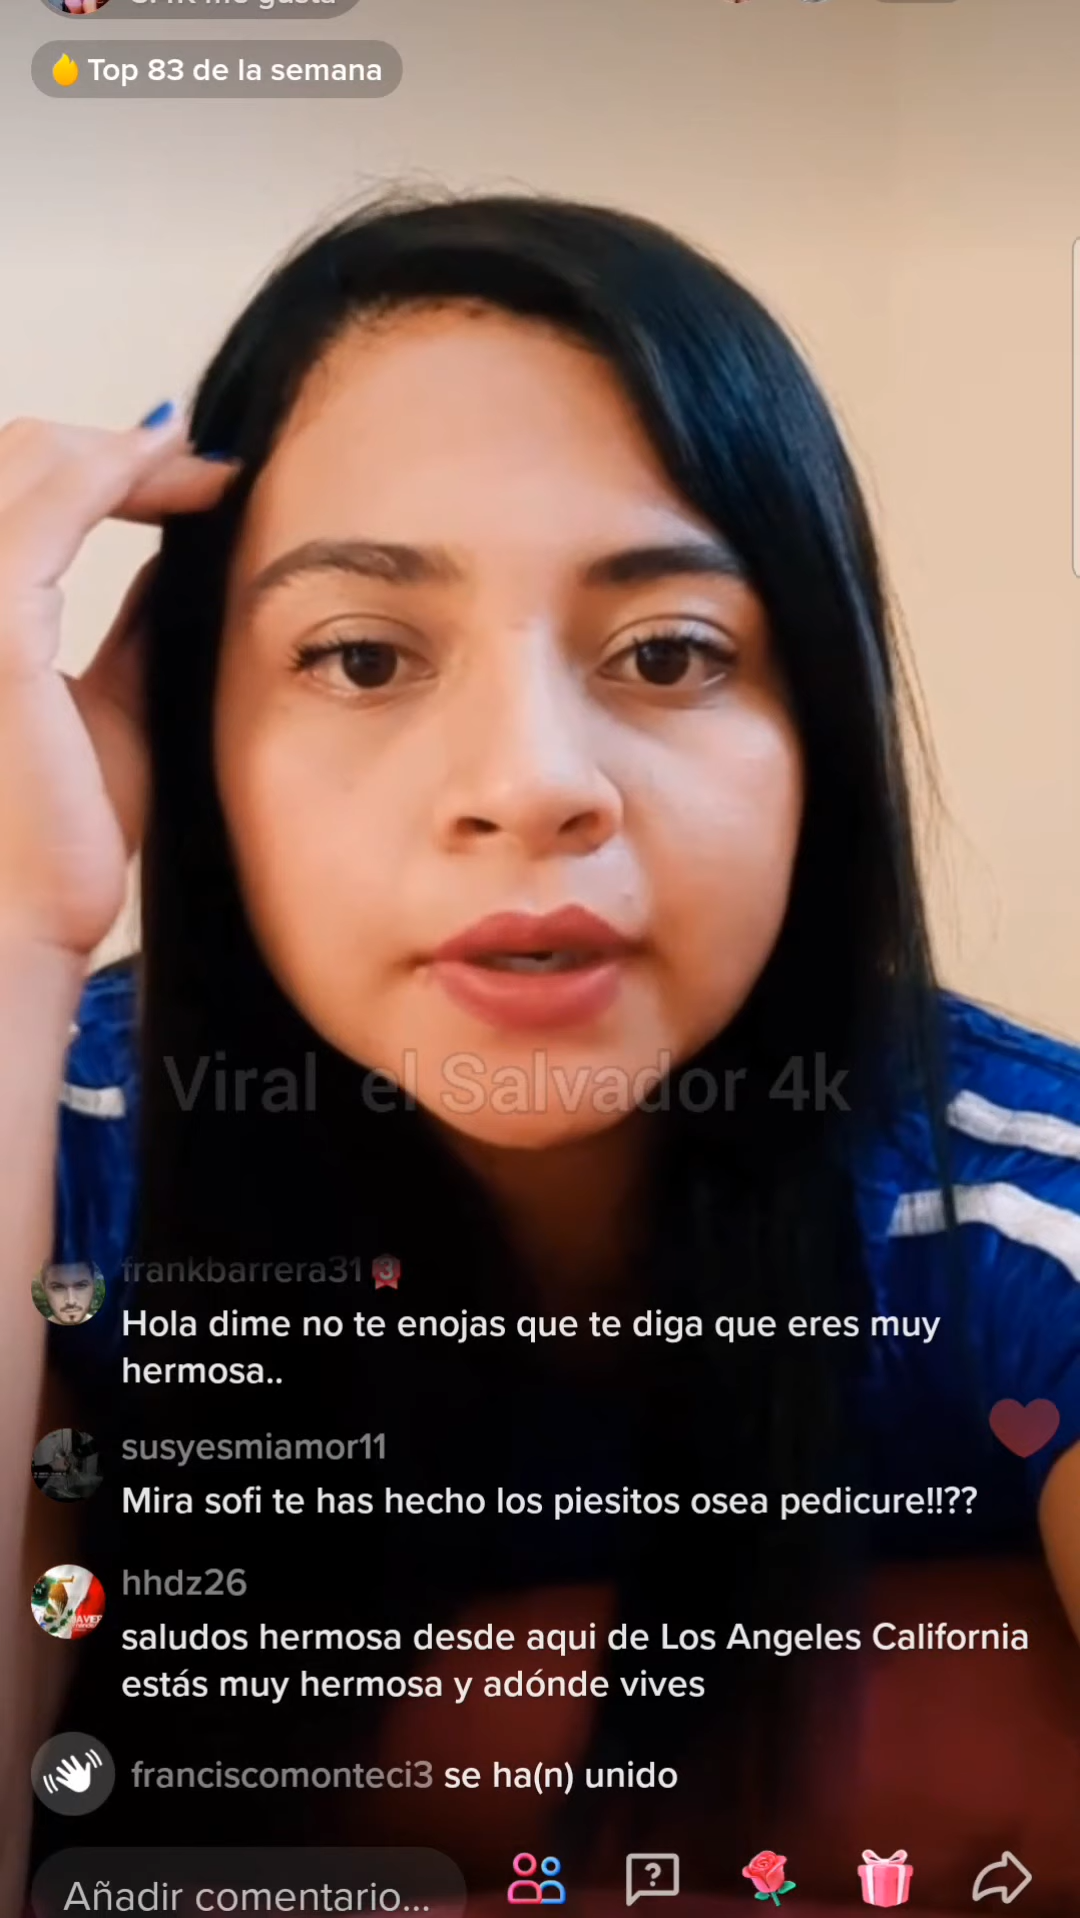 Top 83 de la semana
Viral el Salvador 4k
frankbarrera31 3
Hola dime no te enojas que te diga que eres muy
hermosa..
susyesmiamor11
Mira sofi te has hecho los piesitos osea pedicure!!??
hhdz26
saludos hermosa desde aqui de Los Angeles California
estás muy hermosa y adónde vives
franciscomonteci3 se ha(n) unido
Añadir comentario...